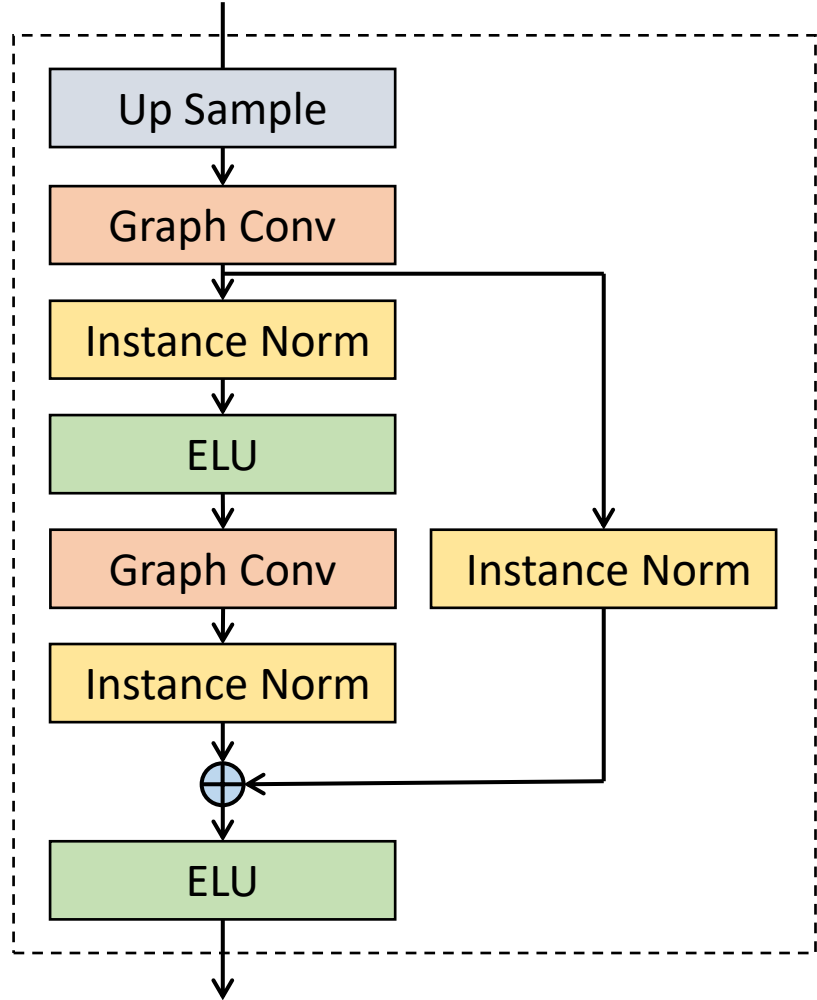 Up Sample
Graph Conv
Instance Norm
ELU
Graph Conv
Instance Norm
Instance Norm
ELU